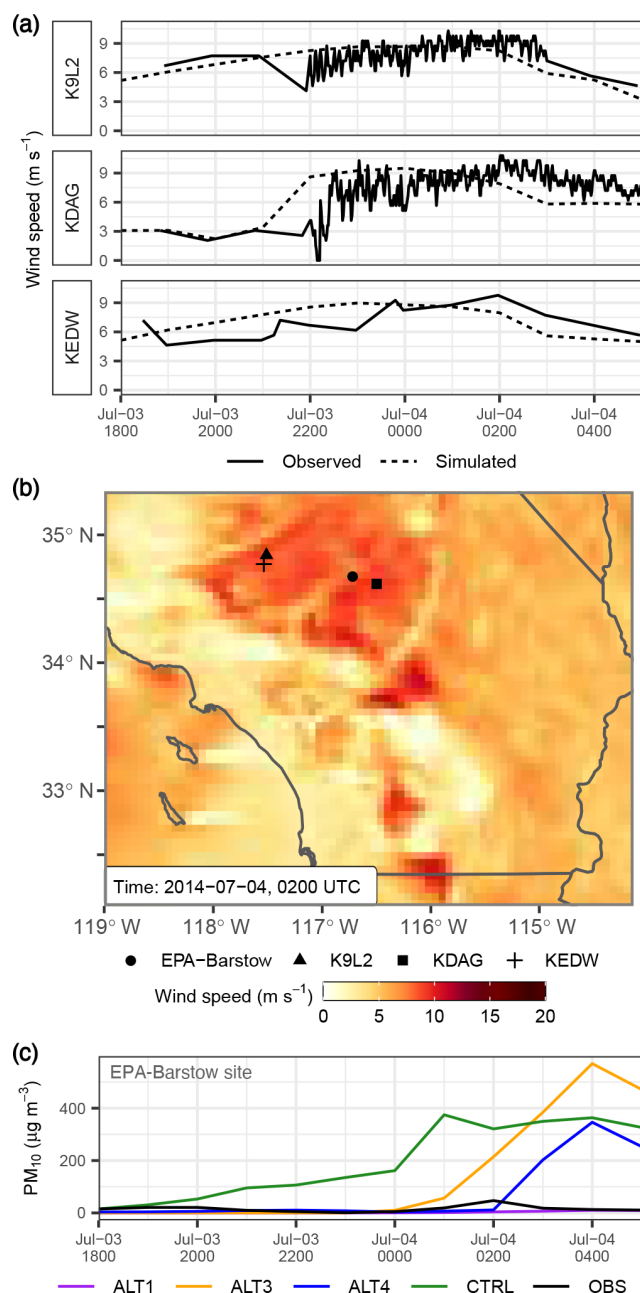 (a)
Wind speed (m s⁻¹)
K9L2
9
6
3
0
KDAG
9
6
3
0
KEDW
9
6
3
0
Jul−03 Jul−03 Jul−03 Jul−04 Jul−04 Jul−04
1800 2000 2200 0000 0200 0400
Observed Simulated
(b)
35° N
34° N
33° N
Time: 2014−07−04, 0200 UTC
119° W 118° W 117° W 116° W 115° W
EPA−Barstow K9L2 KDAG KEDW
Wind speed (m s⁻¹)
0 5 10 15 20
(c)
EPA-Barstow site
PM₁₀ (µg m⁻³)
400
200
0
Jul−03 Jul−03 Jul−03 Jul−04 Jul−04 Jul−04
1800 2000 2200 0000 0200 0400
ALT1 ALT3 ALT4 CTRL OBS